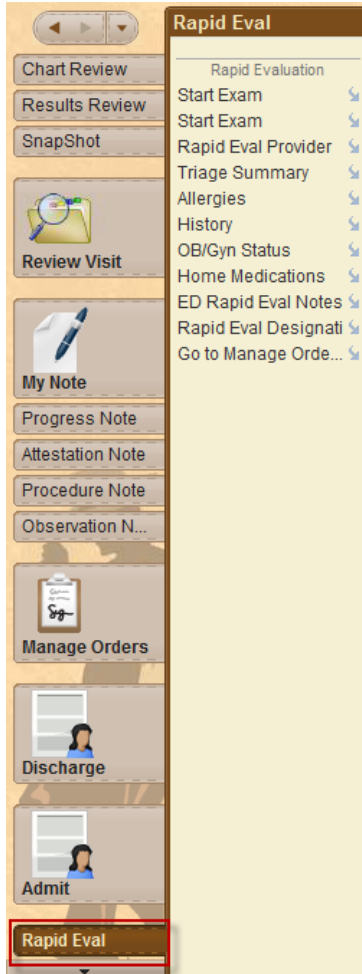 Chart Review
Results Review
SnapShot
Review Visit
My Note
Progress Note
Attestation Note
Procedure Note
Observation N...
Manage Orders
Discharge
Admit
Rapid Eval
Rapid Eval
Rapid Evaluation
Start Exam
Start Exam
Rapid Eval Provider
Triage Summary
Allergies
History
OB/Gyn Status
Home Medications
ED Rapid Eval Notes
Rapid Eval Designati
Go to Manage Orde...